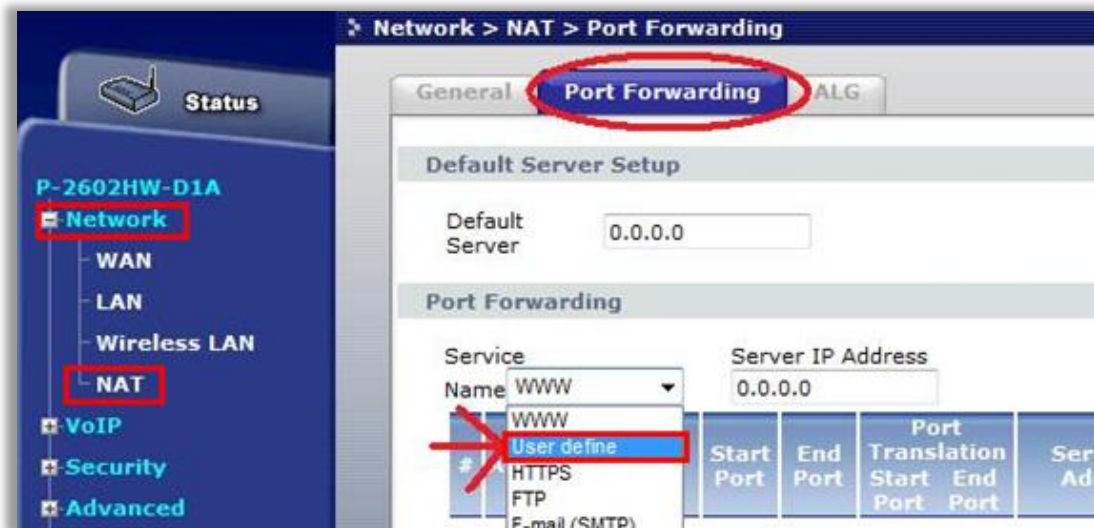 Network > NAT > Port Forwarding
Status
General
Port Forwarding
ALG
P-2602HW-D1A
Network
WAN
LAN
Wireless LAN
NAT
VoIP
Security
Advanced
Default Server Setup
Default
Server
0.0.0.0
Port Forwarding
Service
Name
WWW
Server IP Address
0.0.0.0
WWW
User define
HTTPS
FTP
E-mail (SMTP)
#
Start
Port
End
Port
Port
Translation
Start End
Port Port